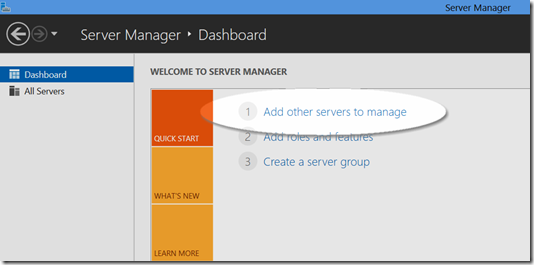 Server Manager
Server Manager ‣ Dashboard
Dashboard
All Servers
WELCOME TO SERVER MANAGER
QUICK START
WHAT'S NEW
LEARN MORE
1 Add other servers to manage
2 Add roles and features
3 Create a server group